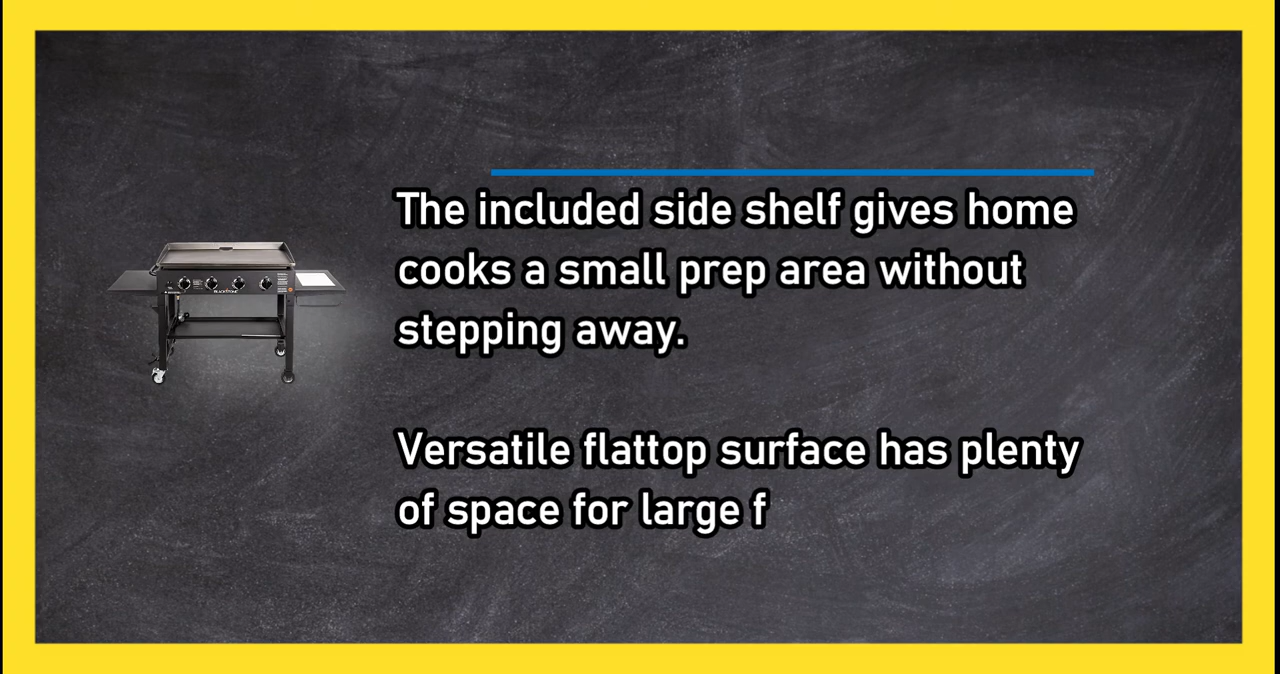 The included side shelf gives home
cooks a small prep area without
stepping away.
Versatile flattop surface has plenty
of space for large f
BLACKSTONE